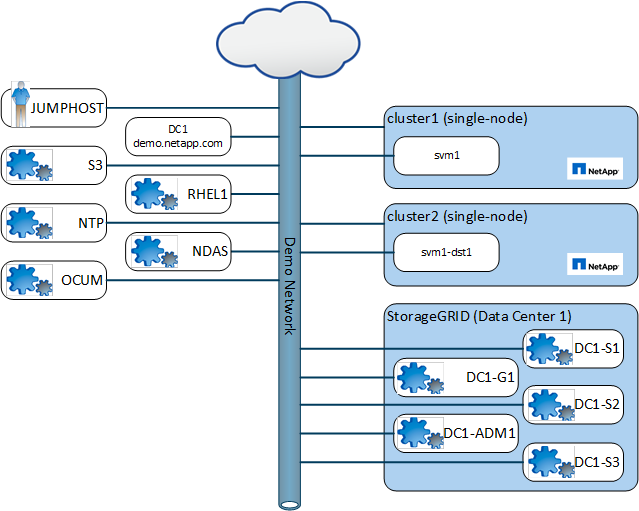 JUMPHOST
DC1
demo.netapp.com
S3
RHEL1
NTP
NDAS
OCUM
Demo Network
cluster1 (single-node)
svm1
NetApp
cluster2 (single-node)
svm1-dst1
NetApp
StorageGRID (Data Center 1)
DC1-S1
DC1-G1
DC1-S2
DC1-ADM1
DC1-S3